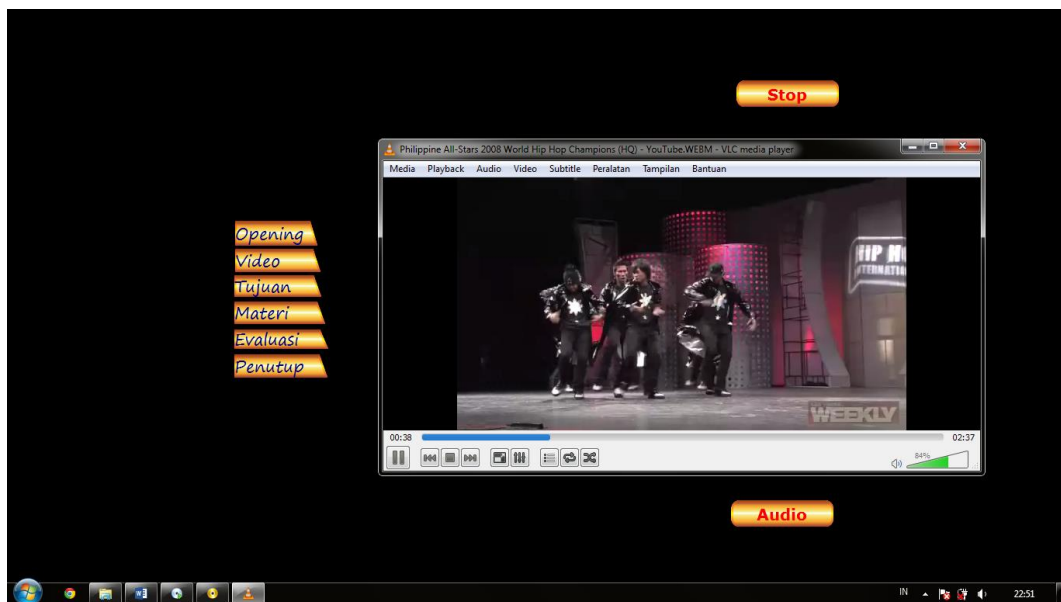 Stop
Philippine All-Stars 2008 World Hip Hop Champions (HQ) - YouTube.WEBM - VLC media player
Media Playback Audio Video Subtitle Peralatan Tampilan Bantuan
HIP H
Opening
Video
Tujuan
Materi
Evaluasi
Penutup
WEEKLY
00:38 02:37
84%
Audio
IN 22:51